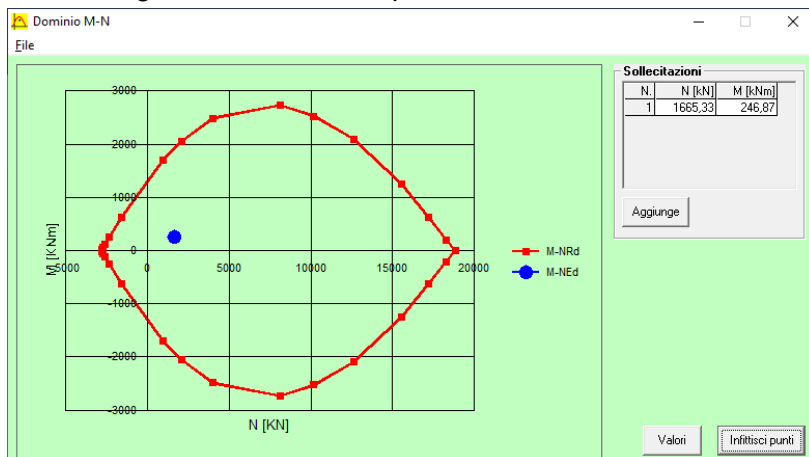 Dominio M-N
File
3000
2000
1000
0
-1000
-2000
-3000
M [KNm]
-5000 0 5000 10000 15000 20000
N [KN]
M-NRd
M-NEd
Sollecitazioni
N. N [kN] M [kNm]
1 1665,33 246,87
Aggiunge
Valori
Infittisci punti